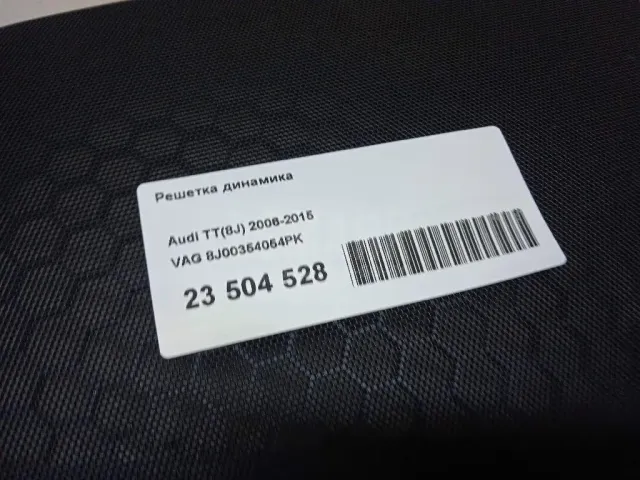 Решетка динамика
Audi TT(8J) 2006-2015
VAG 8J00354054PK
23 504 528